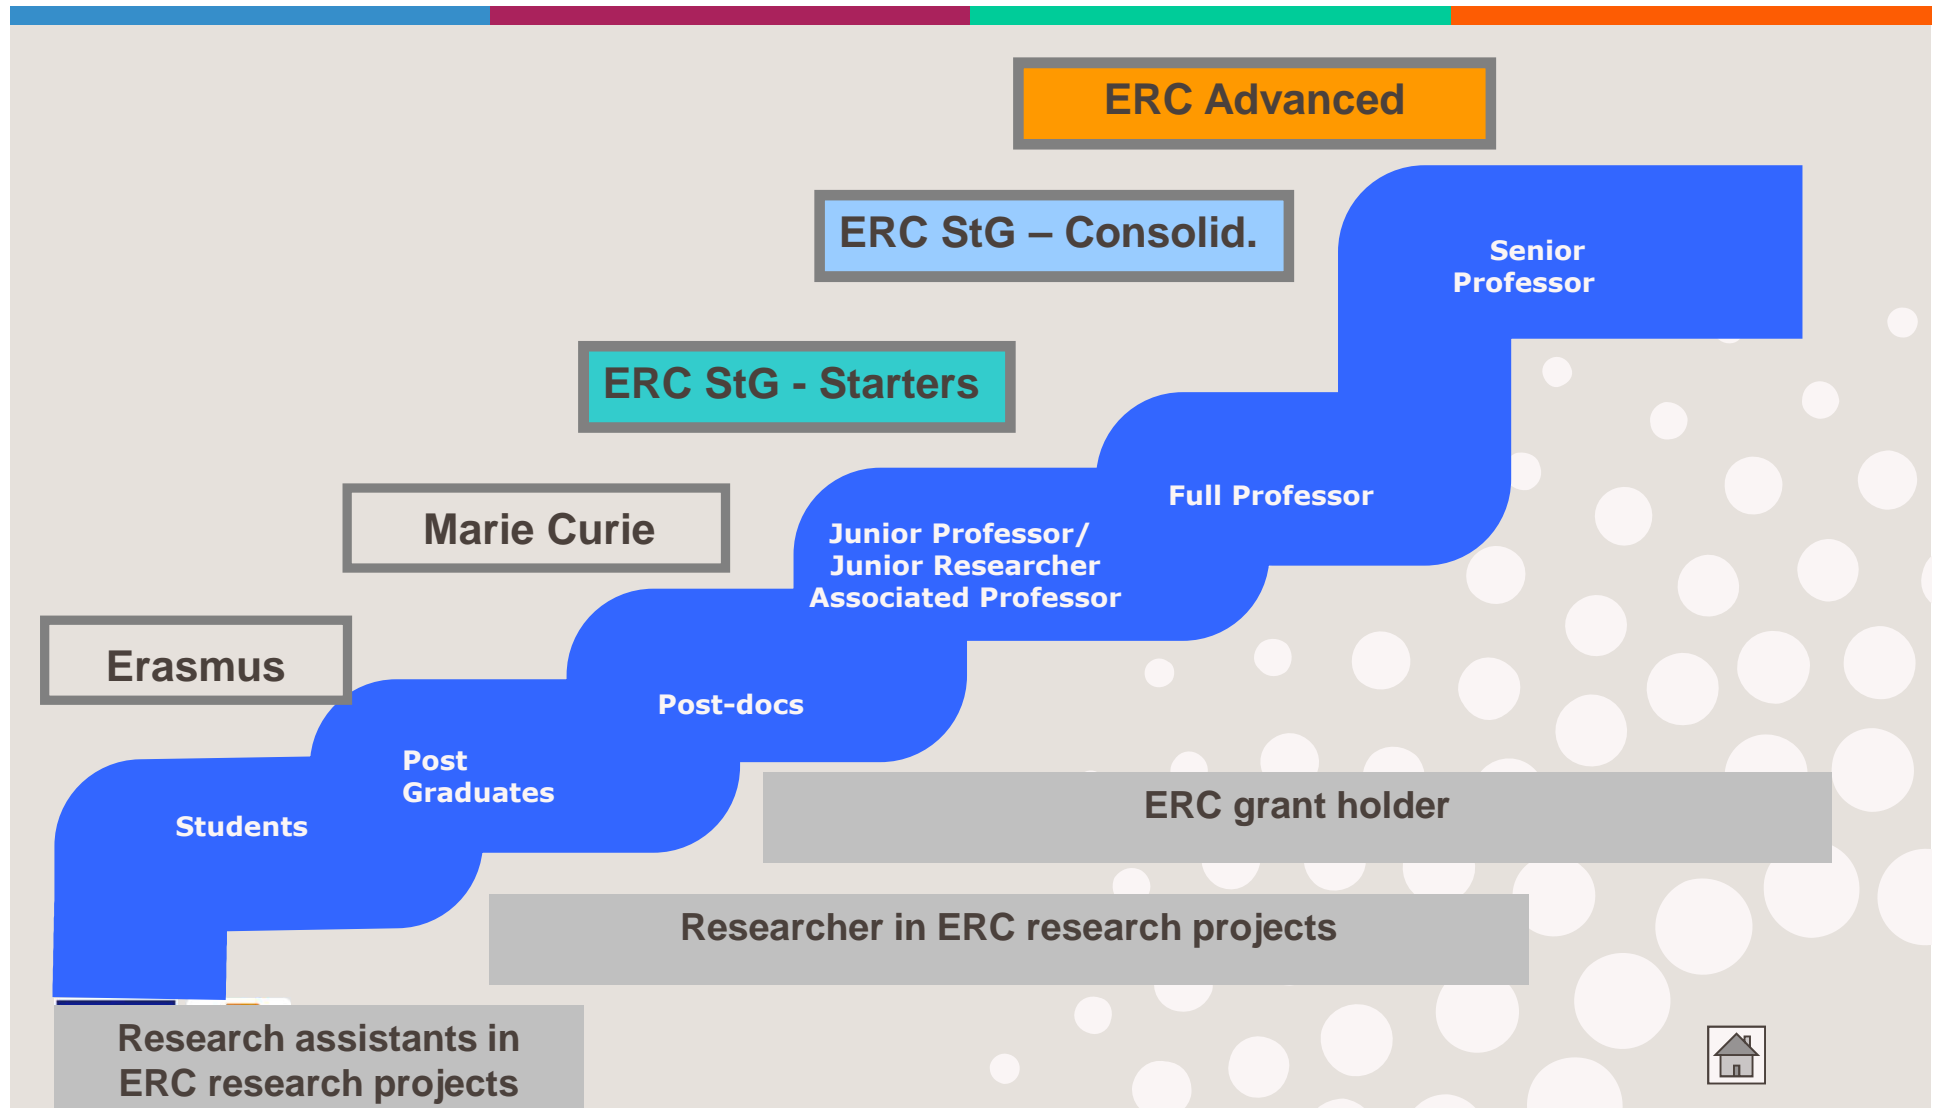 ERC Advanced
ERC StG – Consolid.
Senior
Professor
ERC StG - Starters
Full Professor
Marie Curie
Junior Professor/
Junior Researcher
Associated Professor
Erasmus
Post-docs
Post
Graduates
Students
ERC grant holder
Researcher in ERC research projects
Research assistants in
ERC research projects